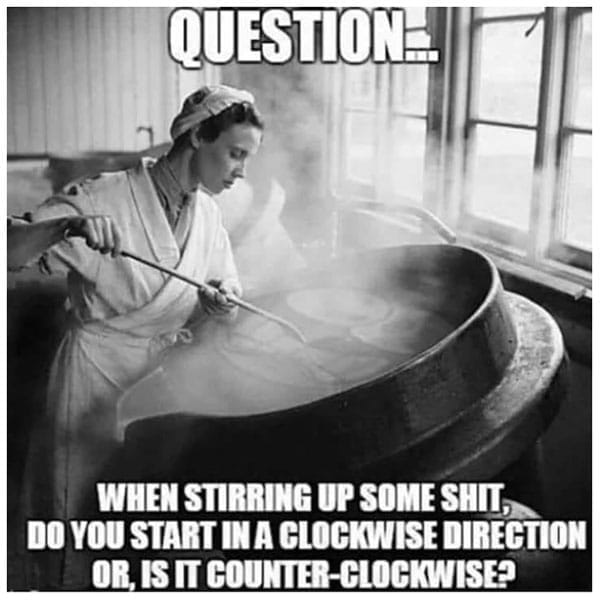 QUESTION...
WHEN STIRRING UP SOME SHIT,
DO YOU START IN A CLOCKWISE DIRECTION
OR, IS IT COUNTER-CLOCKWISE?